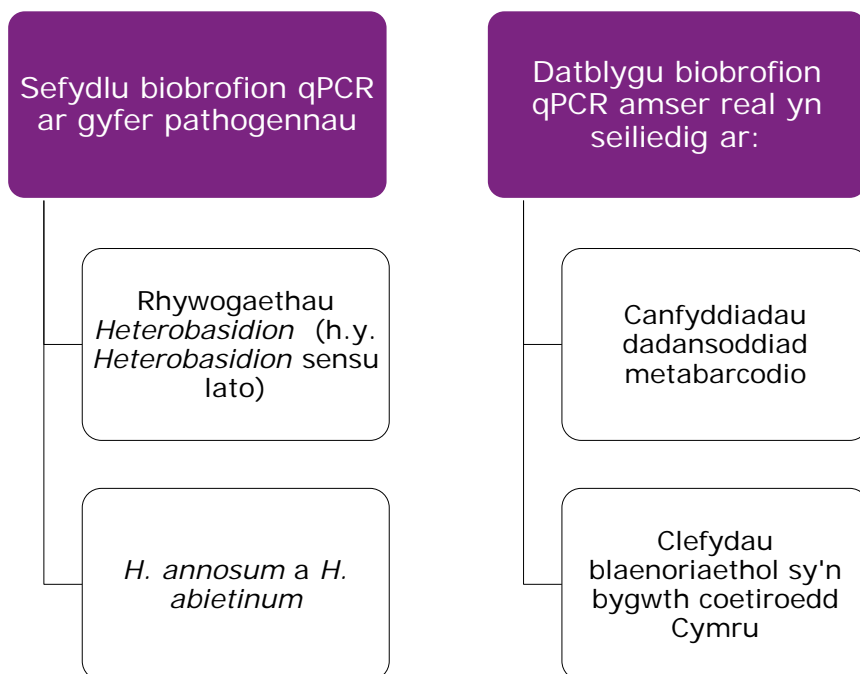 Sefydlu biobrofion qPCR
ar gyfer pathogennau
Rhywogaethau
Heterobasidion (h.y.
Heterobasidion sensu
lato)
H. annosum a H.
abietinum
Datblygu biobrofion
qPCR amser real yn
seiliedig ar:
Canfyddiadau
dadansoddiad
metabarcodio
Clefydau
blaenoriaethol sy'n
bygwth coetiroedd
Cymru